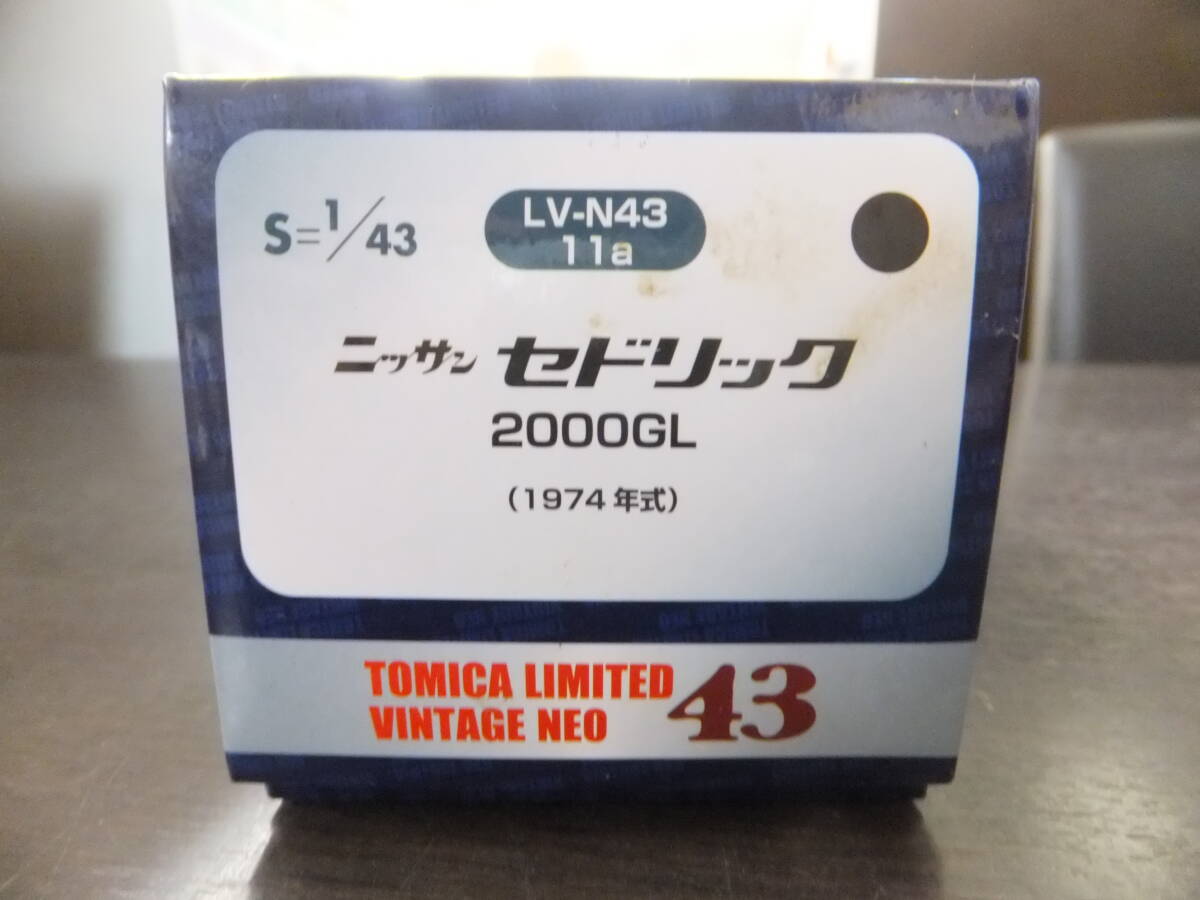 S=1/43
LV-N43
11a
ニッサン セドリック
2000GL
(1974年式)
TOMICA LIMITED
VINTAGE NEO 43